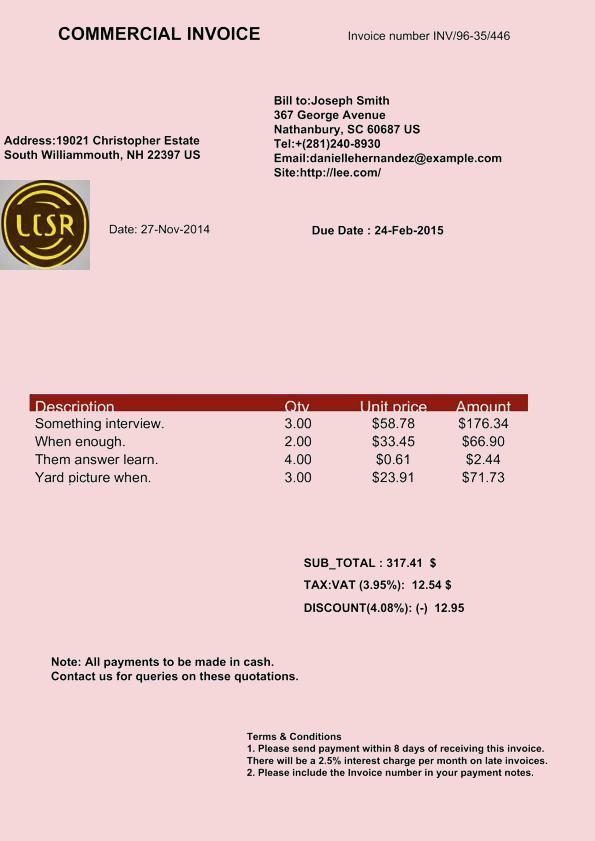 COMMERCIAL INVOICE
Invoice number INV/96-35/446
Bill to:Joseph Smith
367 George Avenue
Nathanbury, SC 60687 US
Tel:+(281)240-8930
Email:daniellehernandez@example.com
Site:http://lee.com/
Address:19021 Christopher Estate
South Williammouth, NH 22397 US
LCSR
Date: 27-Nov-2014
Due Date : 24-Feb-2015
Description Qty Unit price Amount
Something interview. 3.00 $58.78 $176.34
When enough. 2.00 $33.45 $66.90
Them answer learn. 4.00 $0.61 $2.44
Yard picture when. 3.00 $23.91 $71.73
SUB_TOTAL : 317.41 $
TAX:VAT (3.95%): 12.54 $
DISCOUNT(4.08%): (-) 12.95
Note: All payments to be made in cash.
Contact us for queries on these quotations.
Terms & Conditions
1. Please send payment within 8 days of receiving this invoice.
There will be a 2.5% interest charge per month on late invoices.
2. Please include the Invoice number in your payment notes.